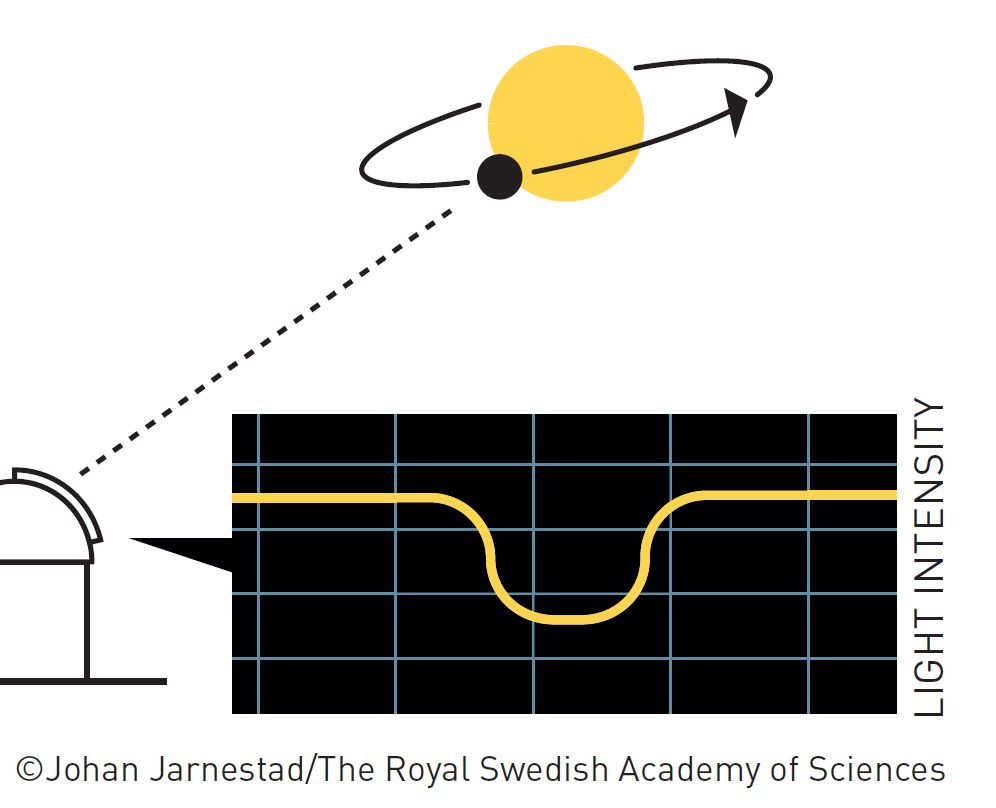 LIGHT INTENSITY
©Johan Jarnestad/The Royal Swedish Academy of Sciences